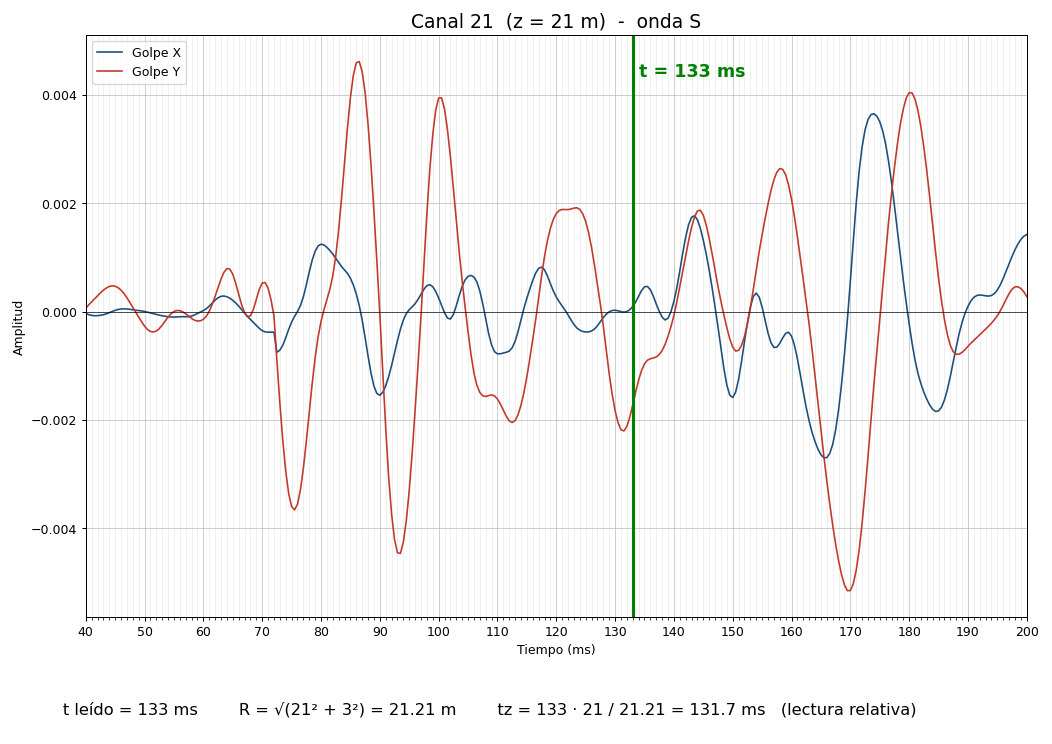 Canal 21  (z = 21 m)  -  onda S
Golpe X
Golpe Y
t = 133 ms
0.004
0.002
0.000
−0.002
−0.004
Amplitud
40 50 60 70 80 90 100 110 120 130 140 150 160 170 180 190 200
Tiempo (ms)
t leído = 133 ms        R = √(21² + 3²) = 21.21 m        tz = 133 · 21 / 21.21 = 131.7 ms   (lectura relativa)